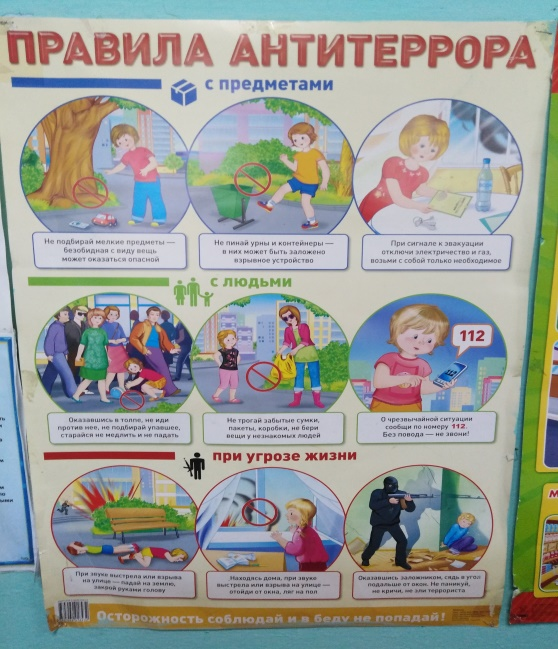 ПРАВИЛА АНТИТЕРРОРА
с предметами
Не подбирай мелкие предметы —
безобидная с виду вещь
может оказаться опасной
Не пинай урны и контейнеры —
в них может быть заложено
взрывное устройство
При сигнале к эвакуации
отключи электричество и газ,
возьми с собой только необходимое
с людьми
112
Оказавшись в толпе, не иди
против нее, не подбирай упавшее,
старайся не медлить и не падать
Не трогай забытые сумки,
пакеты, коробки, не бери
вещи у незнакомых людей
О чрезвычайной ситуации
сообщи по номеру 112.
Без повода — не звони!
при угрозе жизни
При звуке выстрела или взрыва
на улице — падай на землю,
закрой руками голову
Находясь дома, при звуке
выстрела или взрыва на улице —
отойди от окна, ляг на пол
Оказавшись заложником, сядь в угол
подальше от окон. Не паникуй,
не кричи, не зли террориста
Осторожность соблюдай и в беду не попадай!